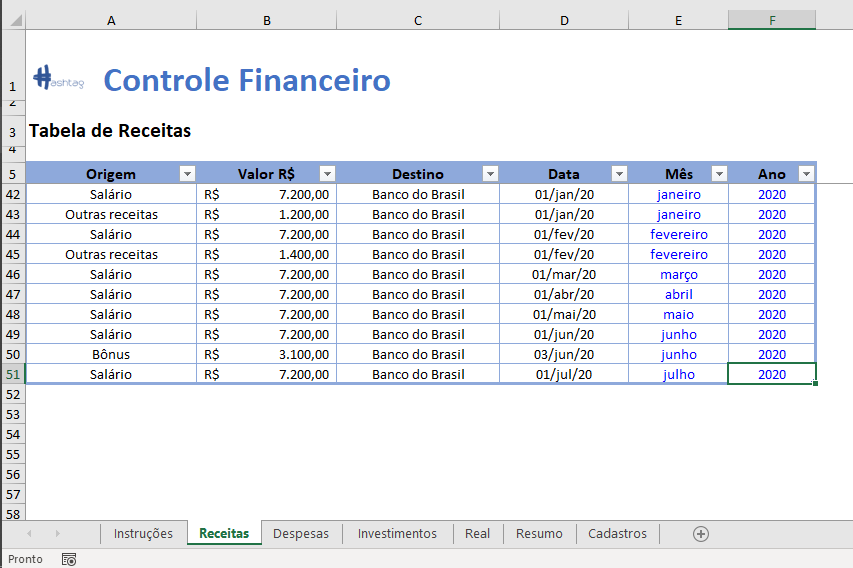 A B C D E F
1 Hashtag Controle Financeiro
2
3 Tabela de Receitas
4
5 Origem Valor R$ Destino Data Mês Ano
42 Salário R$ 7.200,00 Banco do Brasil 01/jan/20 janeiro 2020
43 Outras receitas R$ 1.200,00 Banco do Brasil 01/jan/20 janeiro 2020
44 Salário R$ 7.200,00 Banco do Brasil 01/fev/20 fevereiro 2020
45 Outras receitas R$ 1.400,00 Banco do Brasil 01/fev/20 fevereiro 2020
46 Salário R$ 7.200,00 Banco do Brasil 01/mar/20 março 2020
47 Salário R$ 7.200,00 Banco do Brasil 01/abr/20 abril 2020
48 Salário R$ 7.200,00 Banco do Brasil 01/mai/20 maio 2020
49 Salário R$ 7.200,00 Banco do Brasil 01/jun/20 junho 2020
50 Bônus R$ 3.100,00 Banco do Brasil 03/jun/20 junho 2020
51 Salário R$ 7.200,00 Banco do Brasil 01/jul/20 julho 2020
52
53
54
55
56
57
58
Instruções Receitas Despesas Investimentos Real Resumo Cadastros
Pronto